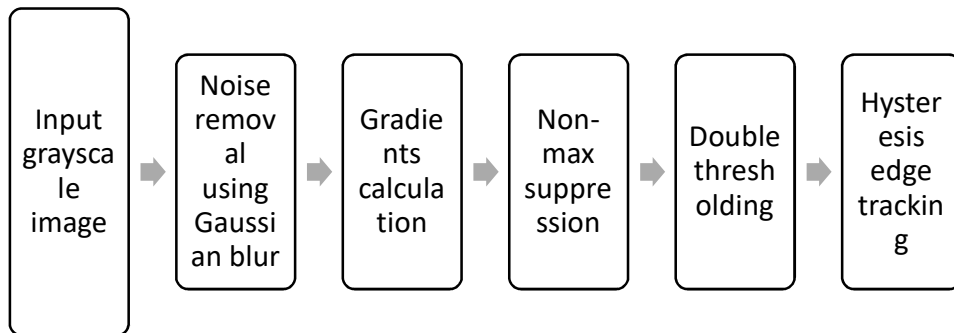 Input
graysca
le
image
Noise
remov
al
using
Gaussi
an blur
Gradie
nts
calcula
tion
Non-
max
suppre
ssion
Double
thresh
olding
Hyster
esis
edge
trackin
g